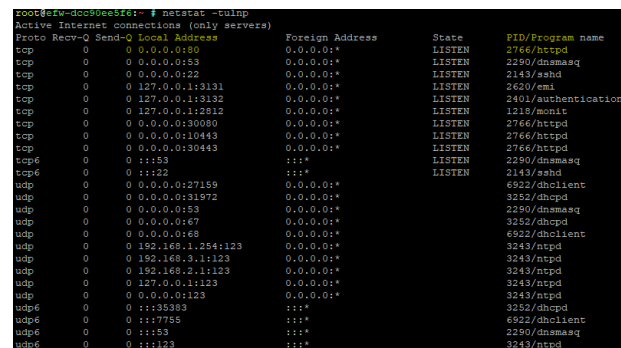 root@efw-dcc90ee5f6:~ # netstat -tulnp
Active Internet connections (only servers)
Proto Recv-Q Send-Q Local Address Foreign Address State PID/Program name
tcp 0 0 0.0.0.0:80 0.0.0.0:* LISTEN 2766/httpd
tcp 0 0 0.0.0.0:53 0.0.0.0:* LISTEN 2290/dnsmasq
tcp 0 0 0.0.0.0:22 0.0.0.0:* LISTEN 2143/sshd
tcp 0 0 127.0.0.1:3131 0.0.0.0:* LISTEN 2620/emi
tcp 0 0 127.0.0.1:3132 0.0.0.0:* LISTEN 2401/authentication
tcp 0 0 127.0.0.1:2812 0.0.0.0:* LISTEN 1218/monit
tcp 0 0 0.0.0.0:30080 0.0.0.0:* LISTEN 2766/httpd
tcp 0 0 0.0.0.0:10443 0.0.0.0:* LISTEN 2766/httpd
tcp 0 0 0.0.0.0:30443 0.0.0.0:* LISTEN 2766/httpd
tcp6 0 0 :::53 :::* LISTEN 2290/dnsmasq
tcp6 0 0 :::22 :::* LISTEN 2143/sshd
udp 0 0 0.0.0.0:27159 0.0.0.0:* 6922/dhclient
udp 0 0 0.0.0.0:31972 0.0.0.0:* 3252/dhcpd
udp 0 0 0.0.0.0:53 0.0.0.0:* 2290/dnsmasq
udp 0 0 0.0.0.0:67 0.0.0.0:* 3252/dhcpd
udp 0 0 0.0.0.0:68 0.0.0.0:* 6922/dhclient
udp 0 0 192.168.1.254:123 0.0.0.0:* 3243/ntpd
udp 0 0 192.168.3.1:123 0.0.0.0:* 3243/ntpd
udp 0 0 192.168.2.1:123 0.0.0.0:* 3243/ntpd
udp 0 0 127.0.0.1:123 0.0.0.0:* 3243/ntpd
udp 0 0 0.0.0.0:123 0.0.0.0:* 3243/ntpd
udp6 0 0 :::35383 :::* 3252/dhcpd
udp6 0 0 :::7755 :::* 6922/dhclient
udp6 0 0 :::53 :::* 2290/dnsmasq
udp6 0 0 :::123 :::* 3243/ntpd